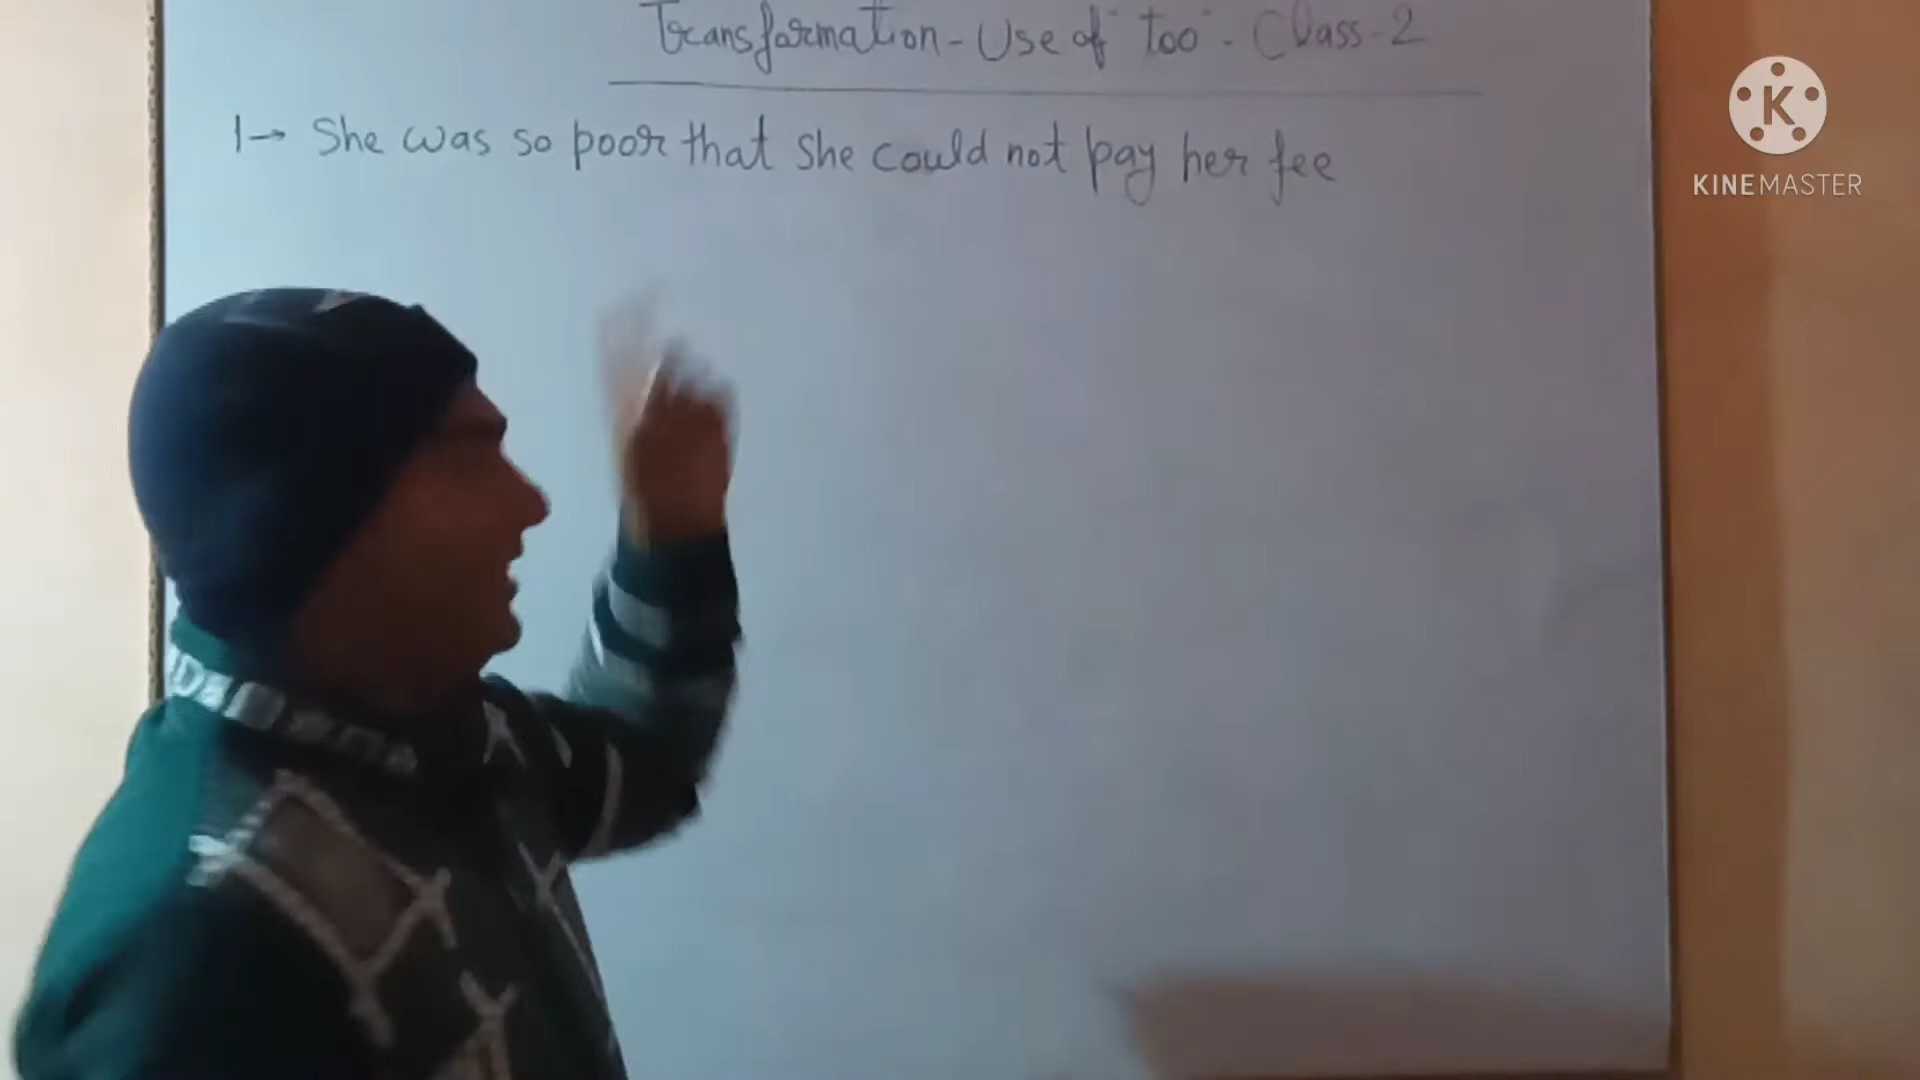 Transformation - Use of "too" - Class-2
1→ She was so poor that she could not pay her fee
K
KINEMASTER